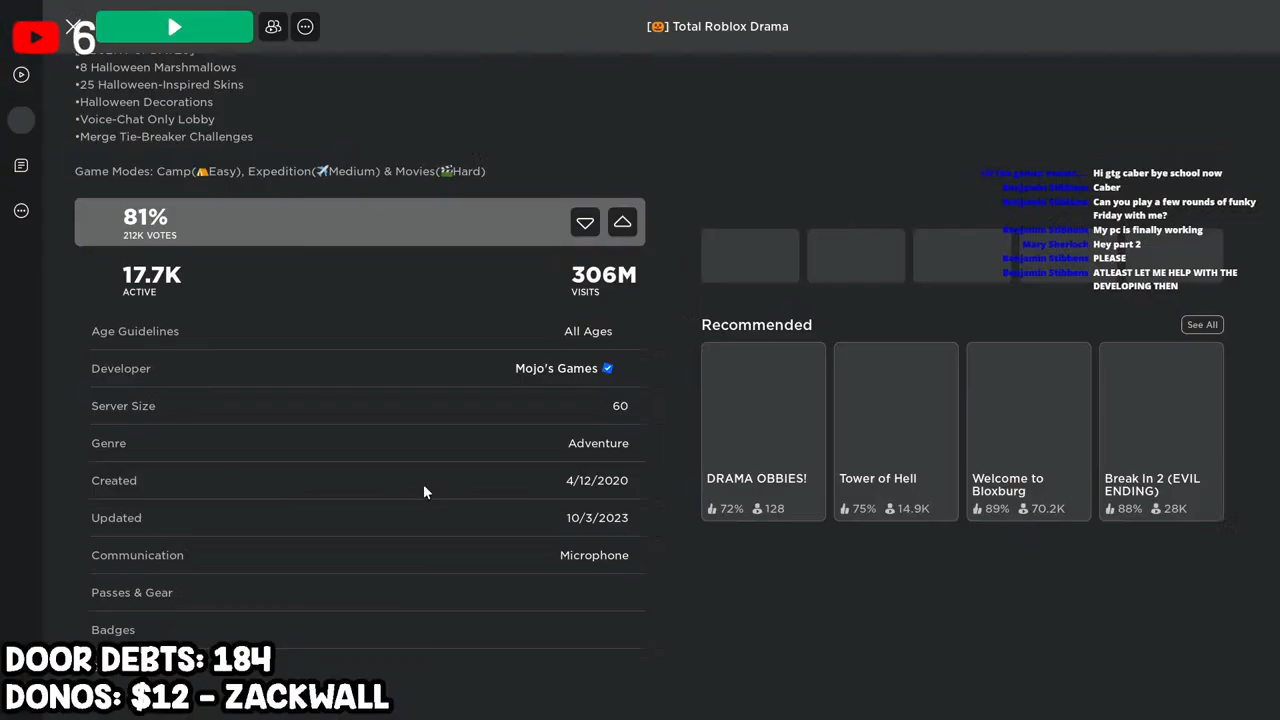 6
[🎃] Total Roblox Drama
•8 Halloween Marshmallows
•25 Halloween-Inspired Skins
•Halloween Decorations
•Voice-Chat Only Lobby
•Merge Tie-Breaker Challenges
Game Modes: Camp(⛺Easy), Expedition(✈️Medium) & Movies(🎬Hard)
81%
212K VOTES
17.7K
ACTIVE
306M
VISITS
Age Guidelines All Ages
Developer Mojo's Games
Server Size 60
Genre Adventure
Created 4/12/2020
Updated 10/3/2023
Communication Microphone
Passes & Gear
Badges
Hi gtg caber bye school now
Benjamin Stibbens Caber
Benjamin Stibbens Can you play a few rounds of funky
Friday with me?
Benjamin Stibbens My pc is finally working
Mary Sherloch Hey part 2
Benjamin Stibbens PLEASE
Benjamin Stibbens ATLEAST LET ME HELP WITH THE
DEVELOPING THEN
Recommended
See All
DRAMA OBBIES!
72% 128
Tower of Hell
75% 14.9K
Welcome to
Bloxburg
89% 70.2K
Break In 2 (EVIL
ENDING)
88% 28K
DOOR DEBTS: 184
DONOS: $12 - ZACKWALL